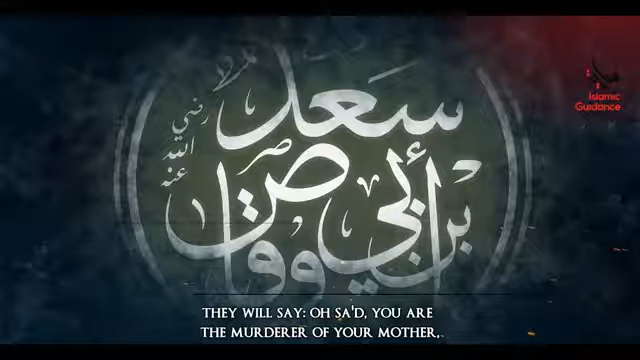 سعد
بن أبي وقاص
رضي
الله
عنه
Islamic
Guidance
THEY WILL SAY: OH SA'D, YOU ARE
THE MURDERER OF YOUR MOTHER,